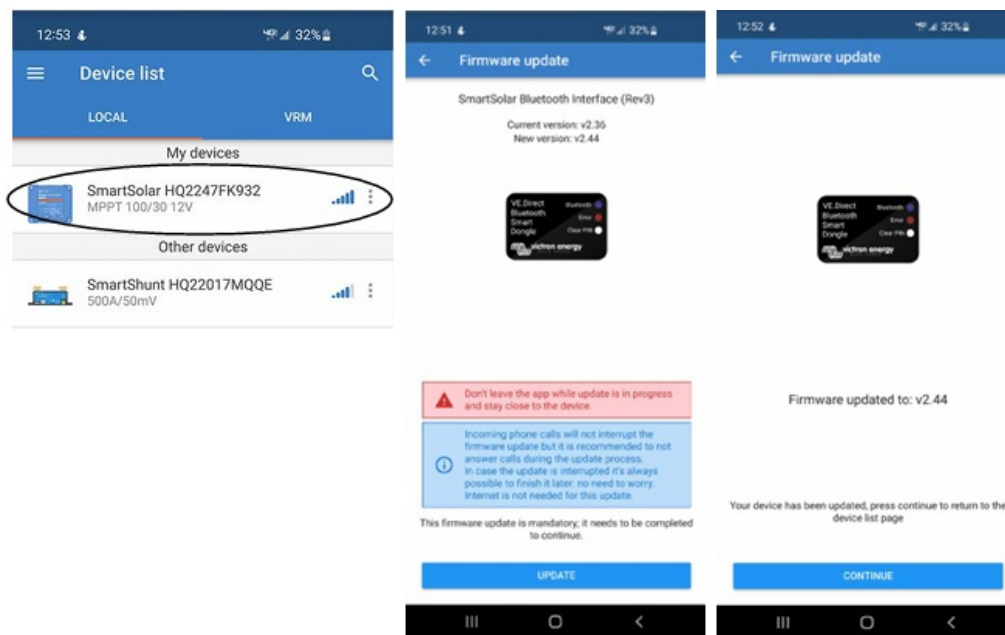 12:53 32%
Device list
LOCAL VRM
My devices
SmartSolar HQ2247FK932
MPPT 100/30 12V
Other devices
SmartShunt HQ22017MQQE
500A/50mV
12:51 32%
Firmware update
SmartSolar Bluetooth Interface (Rev3)
Current version: v2.36
New version: v2.44
VE.Direct Bluetooth
Bluetooth
Smart Error
Dongle Clear PIN
victron energy
Don't leave the app while update is in progress
and stay close to the device.
Incoming phone calls will not interrupt the
firmware update but it is recommended to not
answer calls during the update process.
In case the update is interrupted it's always
possible to finish it later: no need to worry.
Internet is not needed for this update.
This firmware update is mandatory; it needs to be completed
to continue.
UPDATE
12:52 32%
Firmware update
VE.Direct Bluetooth
Bluetooth
Smart Error
Dongle Clear PIN
victron energy
Firmware updated to: v2.44
Your device has been updated, press continue to return to the
device list page
CONTINUE